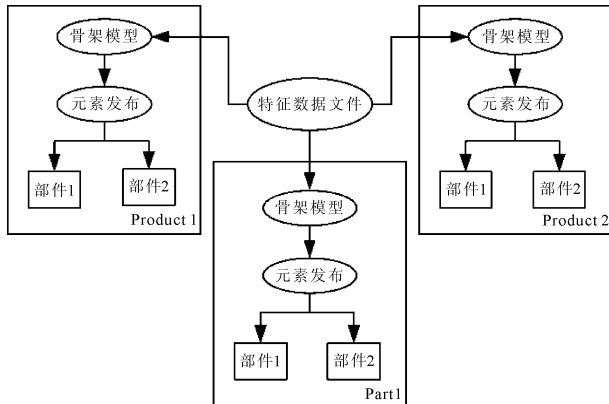 骨架模型
元素发布
部件1
部件2
Product 1
特征数据文件
骨架模型
元素发布
部件1
部件2
Part1
骨架模型
元素发布
部件1
部件2
Product 2